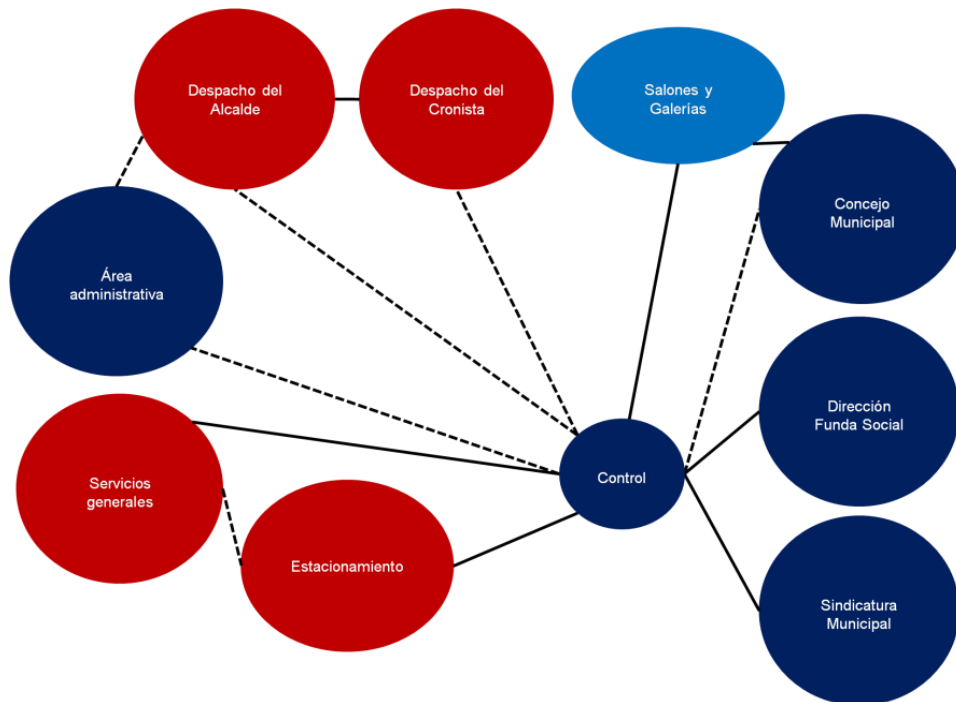 Despacho del
Alcalde
Despacho del
Cronista
Salones y
Galerías
Concejo
Municipal
Área
administrativa
Dirección
Funda Social
Servicios
generales
Control
Estacionamiento
Sindicatura
Municipal